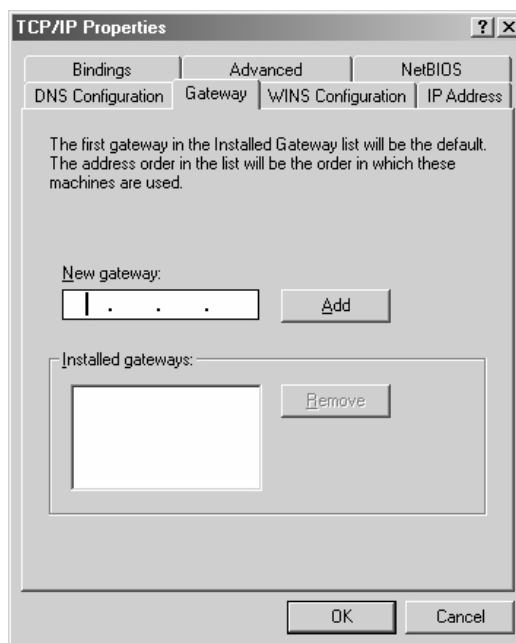 TCP/IP Properties
? ×
Bindings Advanced NetBIOS
DNS Configuration Gateway WINS Configuration IP Address
The first gateway in the Installed Gateway list will be the default.
The address order in the list will be the order in which these
machines are used.
New gateway:
. . .
Add
Installed gateways:
Remove
OK Cancel